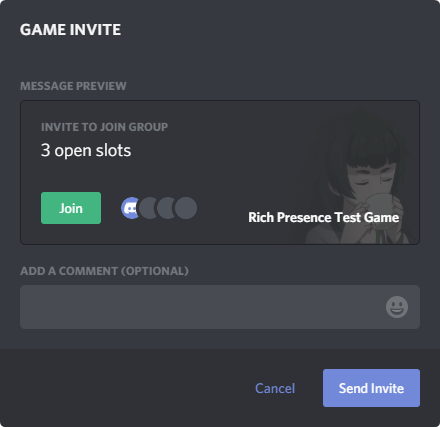 GAME INVITE
MESSAGE PREVIEW
INVITE TO JOIN GROUP
3 open slots
Join
Rich Presence Test Game
ADD A COMMENT (OPTIONAL)
Cancel
Send Invite